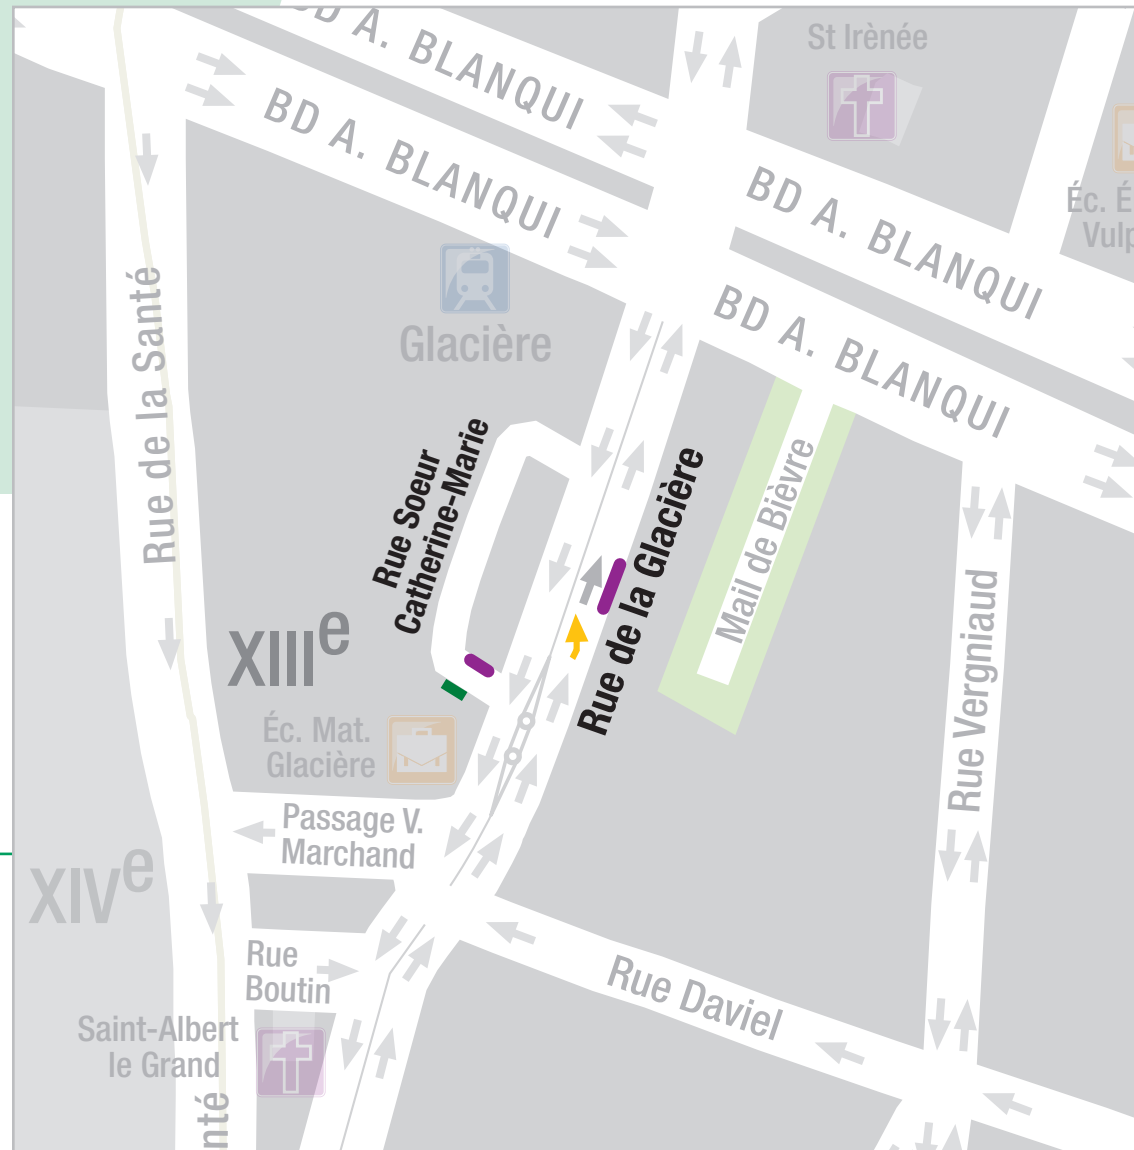 BD A. BLANQUI
St Irènée
BD A. BLANQUI
BD A. BLANQUI
Éc. É
Vulp
BD A. BLANQUI
Glacière
Rue de la Santé
Rue Soeur
Catherine-Marie
Rue de la Glacière
Mail de Bièvre
Rue Vergniaud
XIIIe
Éc. Mat.
Glacière
Passage V.
Marchand
XIVe
Rue
Boutin
Rue Daviel
Saint-Albert
le Grand
nté